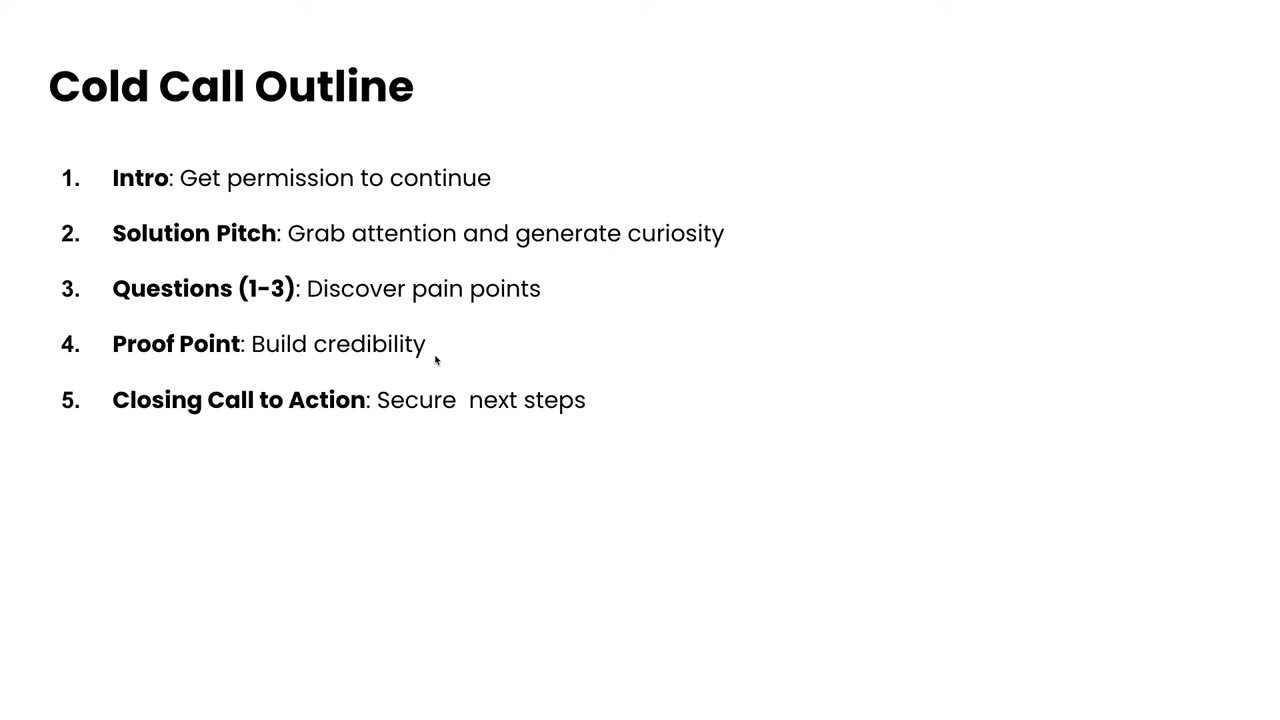 Cold Call Outline
1. Intro: Get permission to continue
2. Solution Pitch: Grab attention and generate curiosity
3. Questions (1-3): Discover pain points
4. Proof Point: Build credibility
5. Closing Call to Action: Secure  next steps